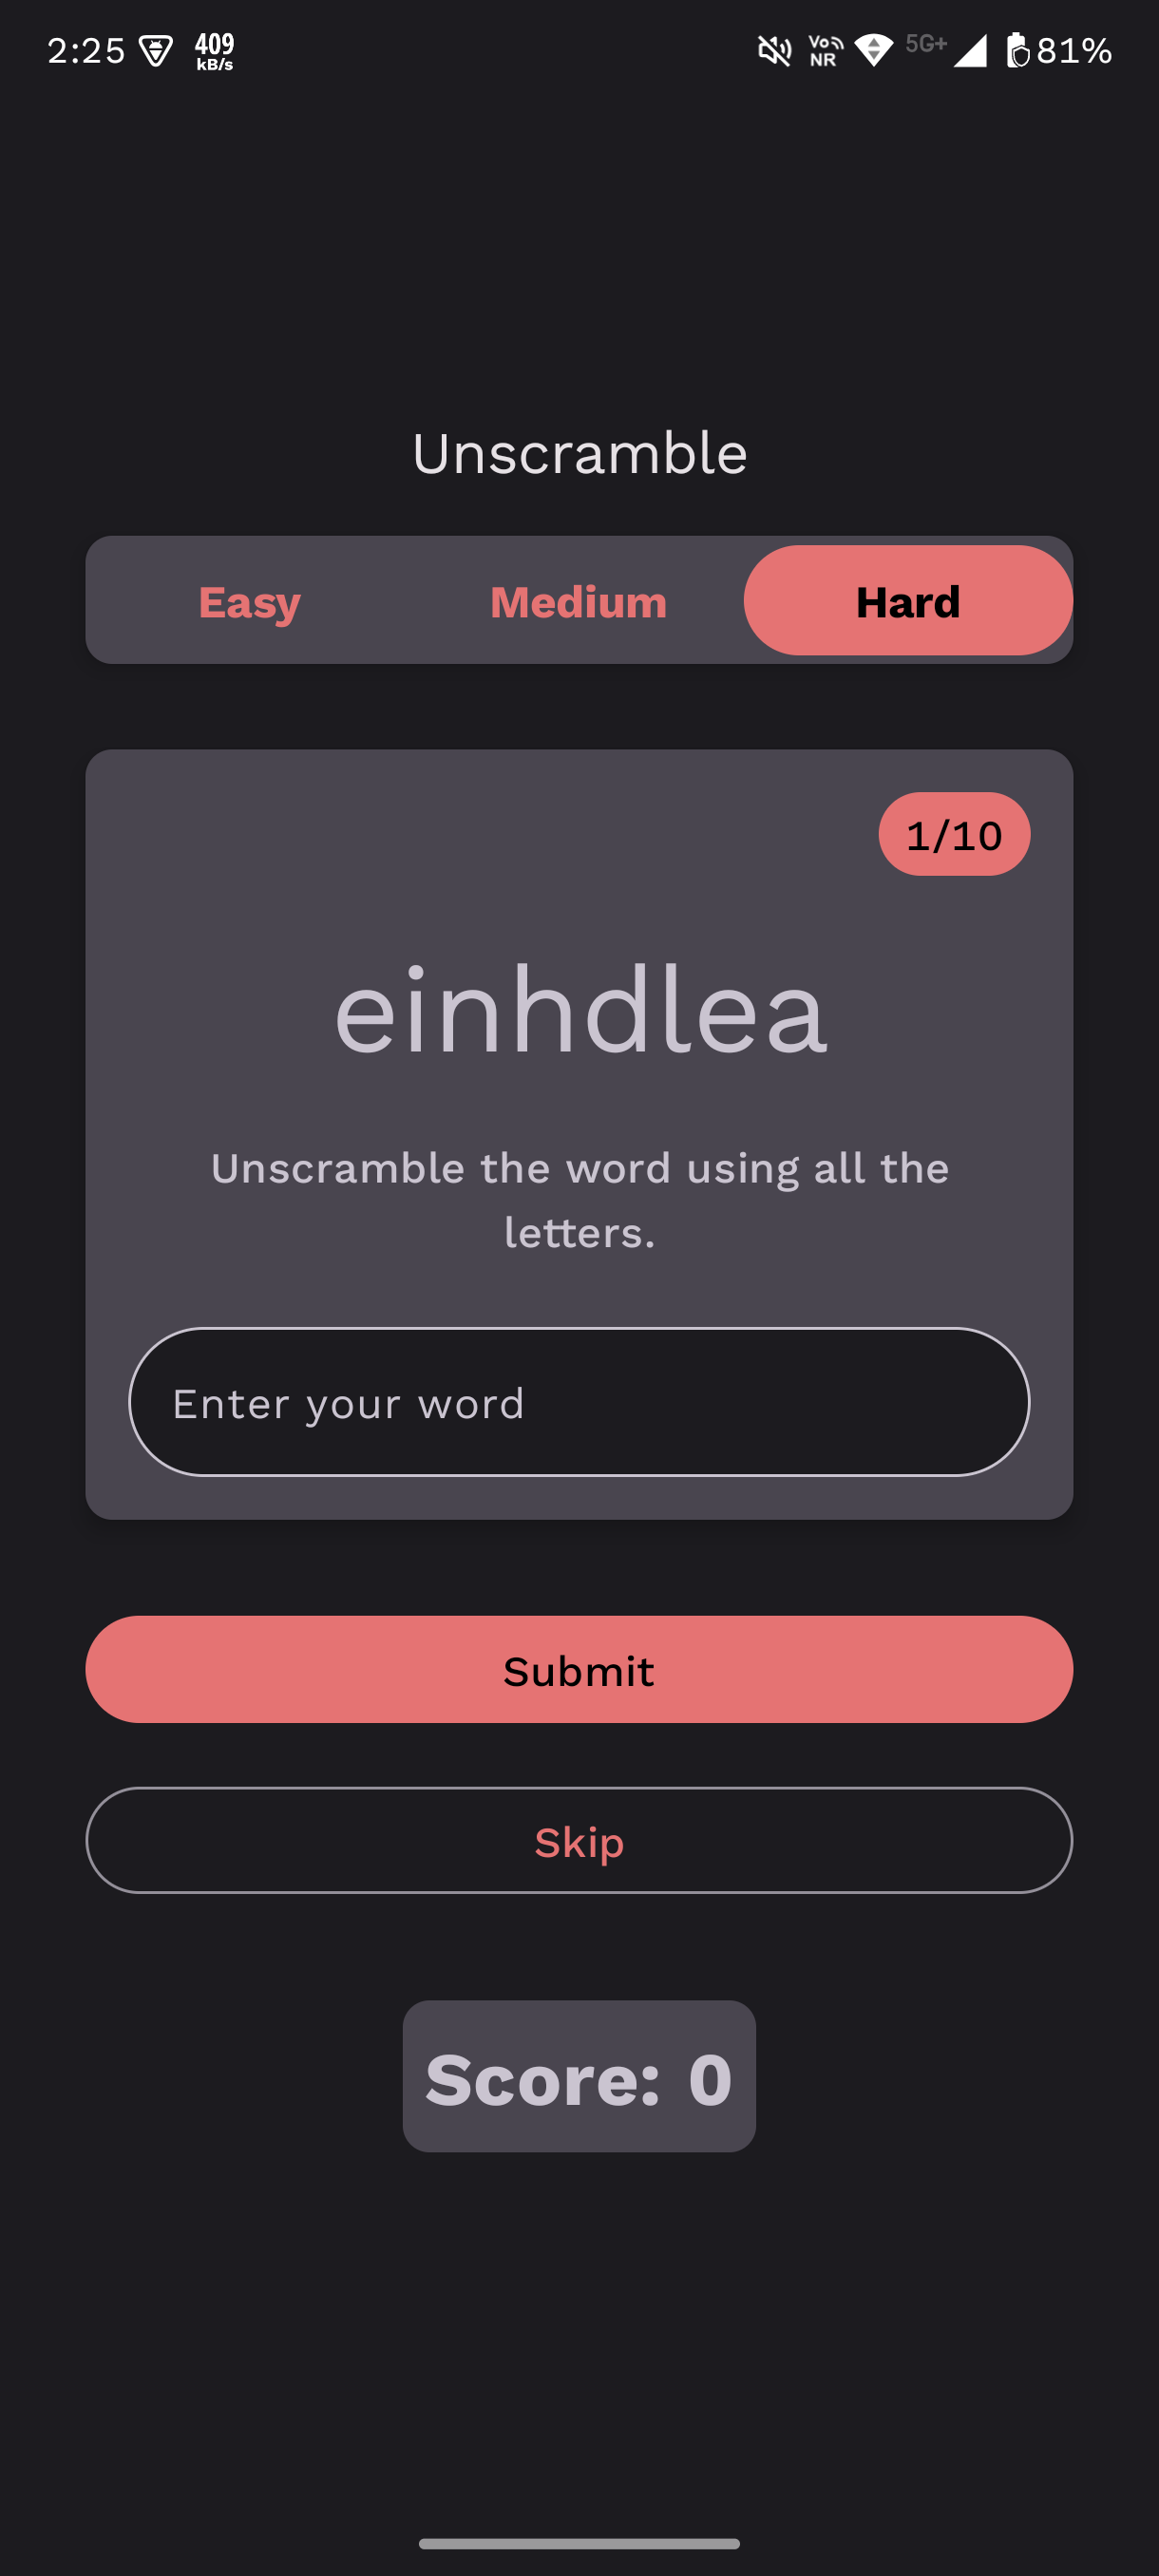 2:25 409 kB/s Vo NR 5G+ 81%
Unscramble
Easy Medium Hard
1/10
einhdlea
Unscramble the word using all the
letters.
Enter your word
Submit
Skip
Score: 0